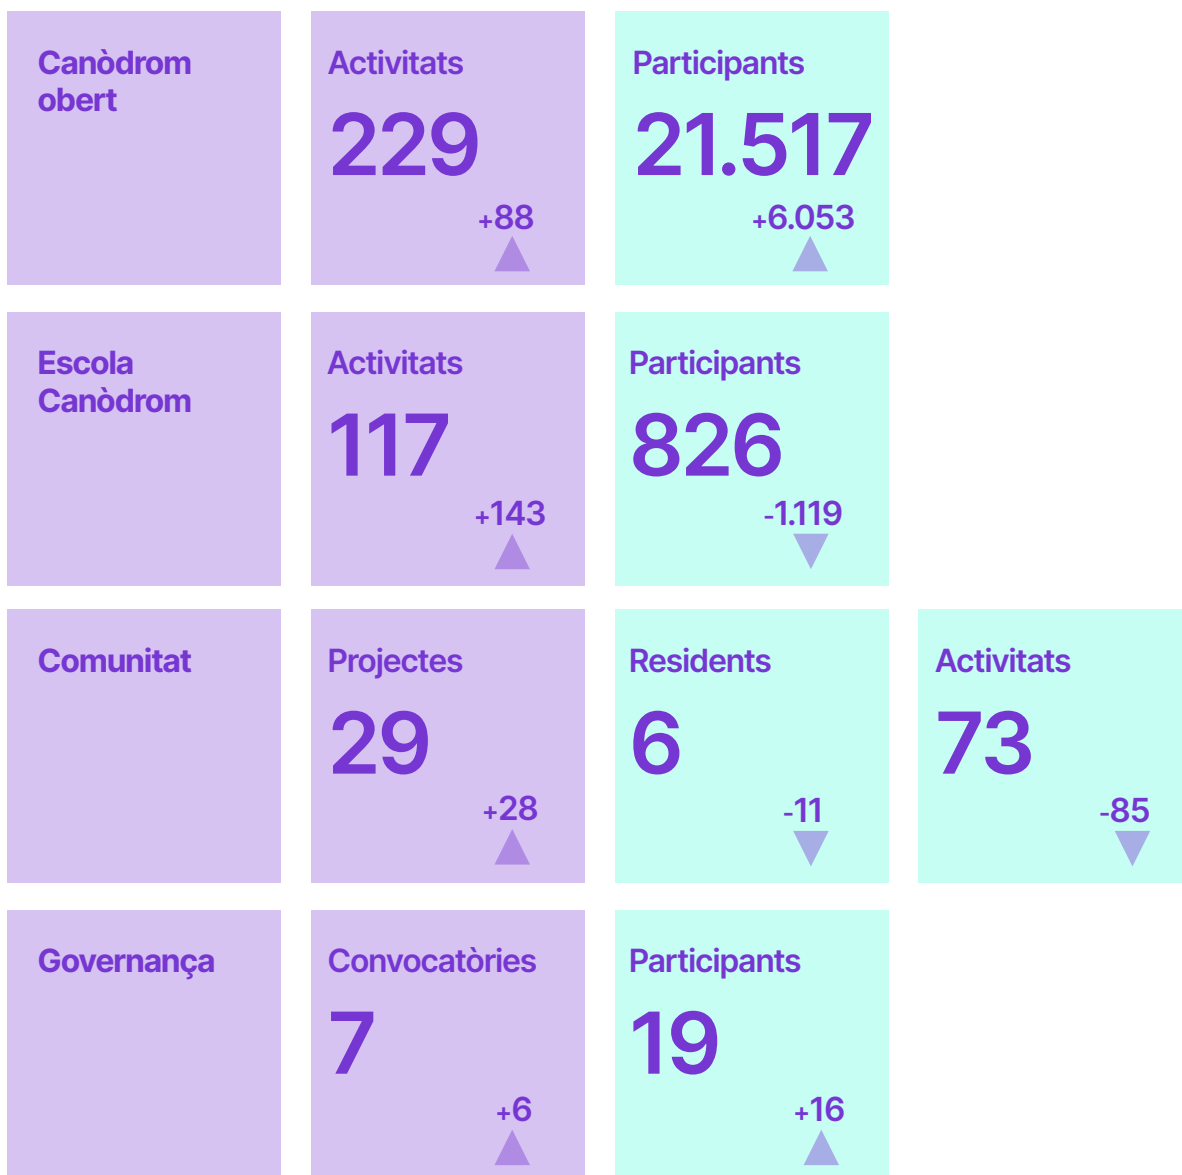 Canòdrom
obert
Activitats
229
+88
Participants
21.517
+6.053
Escola
Canòdrom
Activitats
117
+143
Participants
826
-1.119
Comunitat
Projectes
29
+28
Residents
6
-11
Activitats
73
-85
Governança
Convocatòries
7
+6
Participants
19
+16